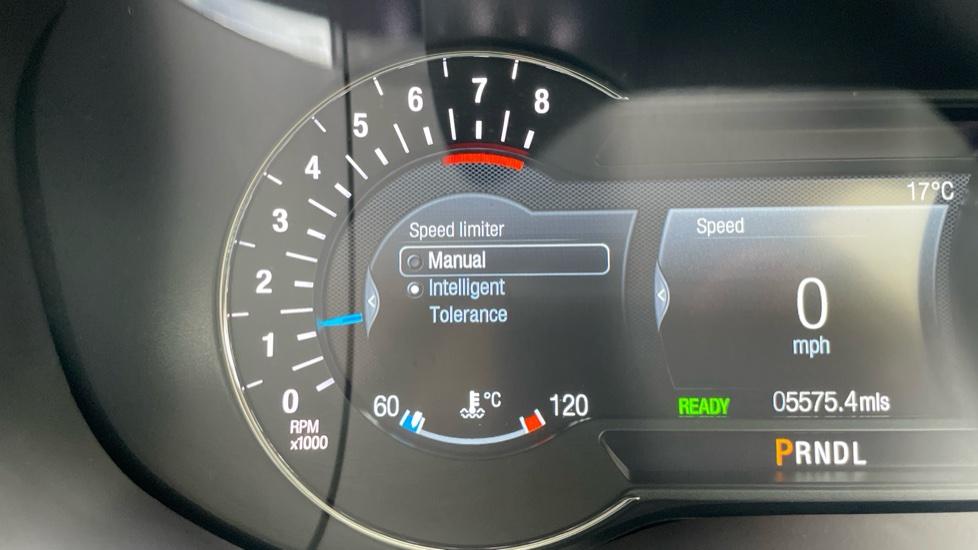 8
7
6
5
4
3
2
1
0
RPM
x1000
Speed limiter
Manual
Intelligent
Tolerance
60
°C
120
17°C
Speed
0
mph
READY 05575.4mls
PRNDL